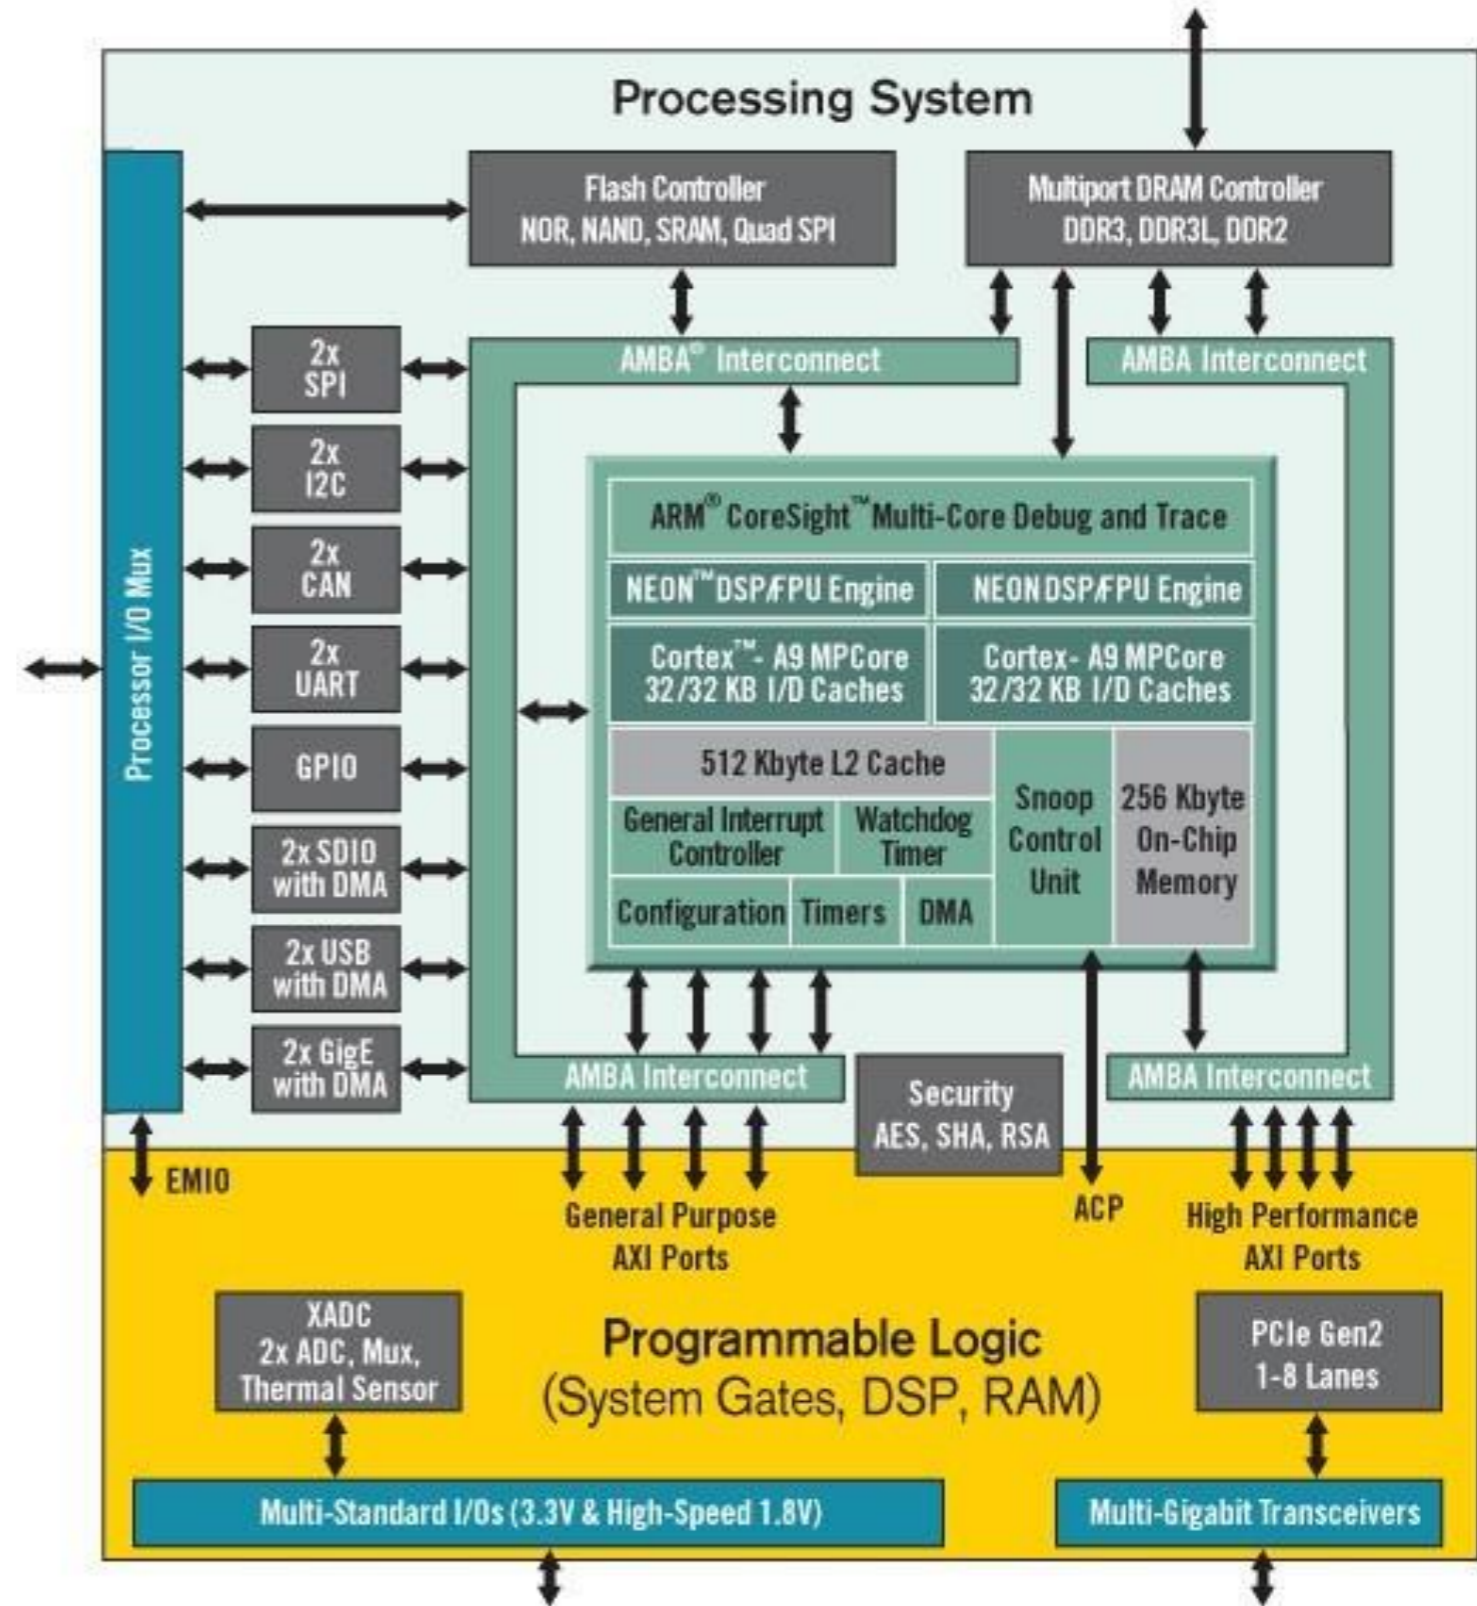 Processing System
Flash Controller
NOR, NAND, SRAM, Quad SPI
Multiport DRAM Controller
DDR3, DDR3L, DDR2
AMBA® Interconnect
AMBA Interconnect
Processor I/O Mux
2x
SPI
2x
I2C
2x
CAN
2x
UART
GPIO
2x SDIO
with DMA
2x USB
with DMA
2x GigE
with DMA
ARM® CoreSight™ Multi-Core Debug and Trace
NEON™ DSP/FPU Engine
NEON DSP/FPU Engine
Cortex™- A9 MPCore
32/32 KB I/D Caches
Cortex- A9 MPCore
32/32 KB I/D Caches
512 Kbyte L2 Cache
General Interrupt
Controller
Watchdog
Timer
Configuration
Timers
DMA
Snoop
Control
Unit
256 Kbyte
On-Chip
Memory
AMBA Interconnect
Security
AES, SHA, RSA
AMBA Interconnect
EMIO
General Purpose
AXI Ports
ACP
High Performance
AXI Ports
XADC
2x ADC, Mux,
Thermal Sensor
Programmable Logic
(System Gates, DSP, RAM)
PCIe Gen2
1-8 Lanes
Multi-Standard I/Os (3.3V & High-Speed 1.8V)
Multi-Gigabit Transceivers